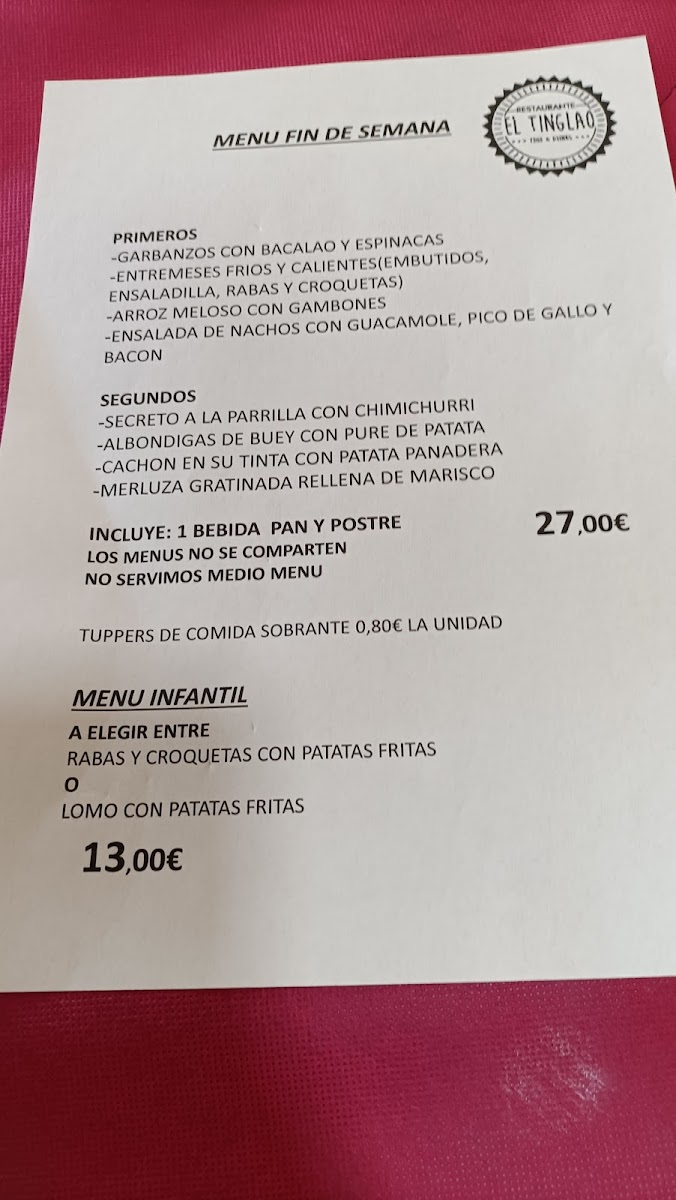 RESTAURANTE
EL TINGLAO
MENU FIN DE SEMANA
PRIMEROS
-GARBANZOS CON BACALAO Y ESPINACAS
-ENTREMESES FRIOS Y CALIENTES(EMBUTIDOS,
ENSALADILLA, RABAS Y CROQUETAS)
-ARROZ MELOSO CON GAMBONES
-ENSALADA DE NACHOS CON GUACAMOLE, PICO DE GALLO Y
BACON
SEGUNDOS
-SECRETO A LA PARRILLA CON CHIMICHURRI
-ALBONDIGAS DE BUEY CON PURE DE PATATA
-CACHON EN SU TINTA CON PATATA PANADERA
-MERLUZA GRATINADA RELLENA DE MARISCO
INCLUYE: 1 BEBIDA PAN Y POSTRE 27,00€
LOS MENUS NO SE COMPARTEN
NO SERVIMOS MEDIO MENU
TUPPERS DE COMIDA SOBRANTE 0,80€ LA UNIDAD
MENU INFANTIL
A ELEGIR ENTRE
RABAS Y CROQUETAS CON PATATAS FRITAS
O
LOMO CON PATATAS FRITAS
13,00€